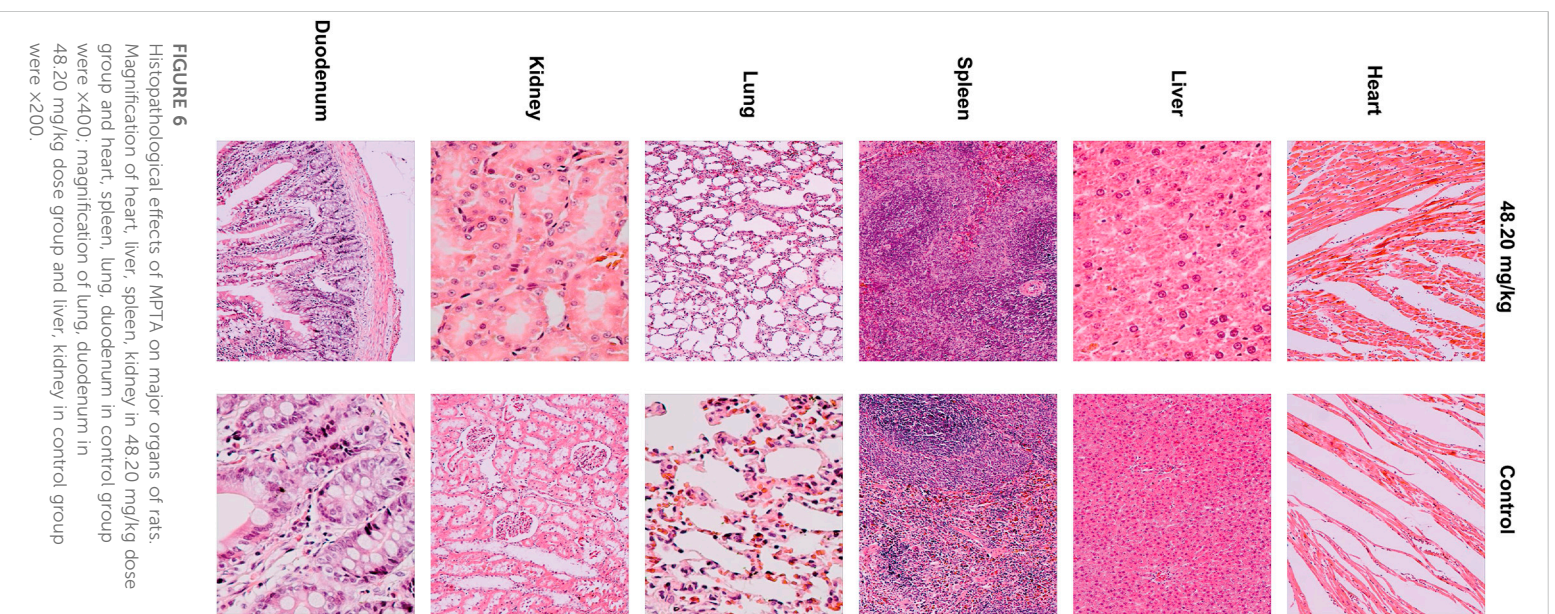 48.20 mg/kg Control
Heart
Liver
Spleen
Lung
Kidney
Duodenum
FIGURE 6
Histopathological effects of MPTA on major organs of rats.
Magnification of heart, liver, spleen, kidney in 48.20 mg/kg dose
group and heart, spleen, lung, duodenum in control group
were x400; magnification of lung, duodenum in
48.20 mg/kg dose group and liver, kidney in control group
were x200.